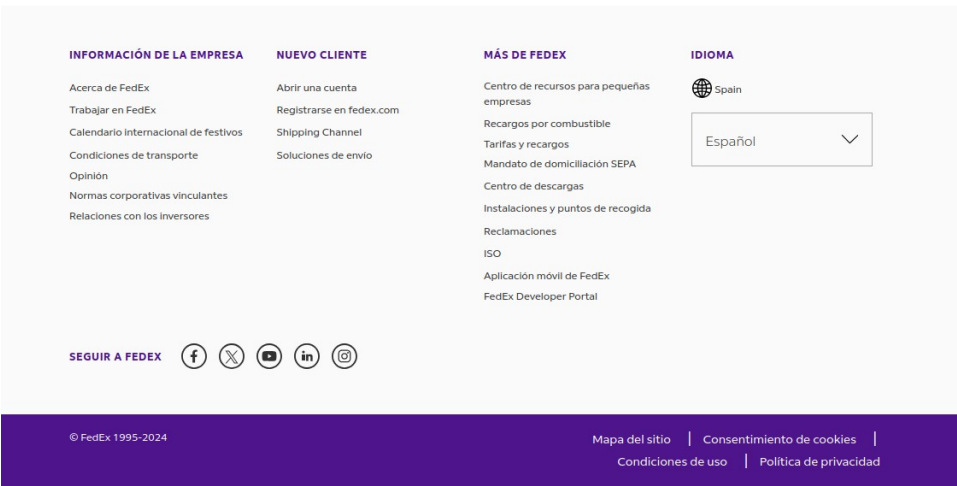 INFORMACIÓN DE LA EMPRESA
Acerca de FedEx
Trabajar en FedEx
Calendario internacional de festivos
Condiciones de transporte
Opinión
Normas corporativas vinculantes
Relaciones con los inversores
NUEVO CLIENTE
Abrir una cuenta
Registrarse en fedex.com
Shipping Channel
Soluciones de envío
MÁS DE FEDEX
Centro de recursos para pequeñas
empresas
Recargos por combustible
Tarifas y recargos
Mandato de domiciliación SEPA
Centro de descargas
Instalaciones y puntos de recogida
Reclamaciones
ISO
Aplicación móvil de FedEx
FedEx Developer Portal
IDIOMA
Spain
Español
SEGUIR A FEDEX
© FedEx 1995-2024
Mapa del sitio | Consentimiento de cookies |
Condiciones de uso | Política de privacidad